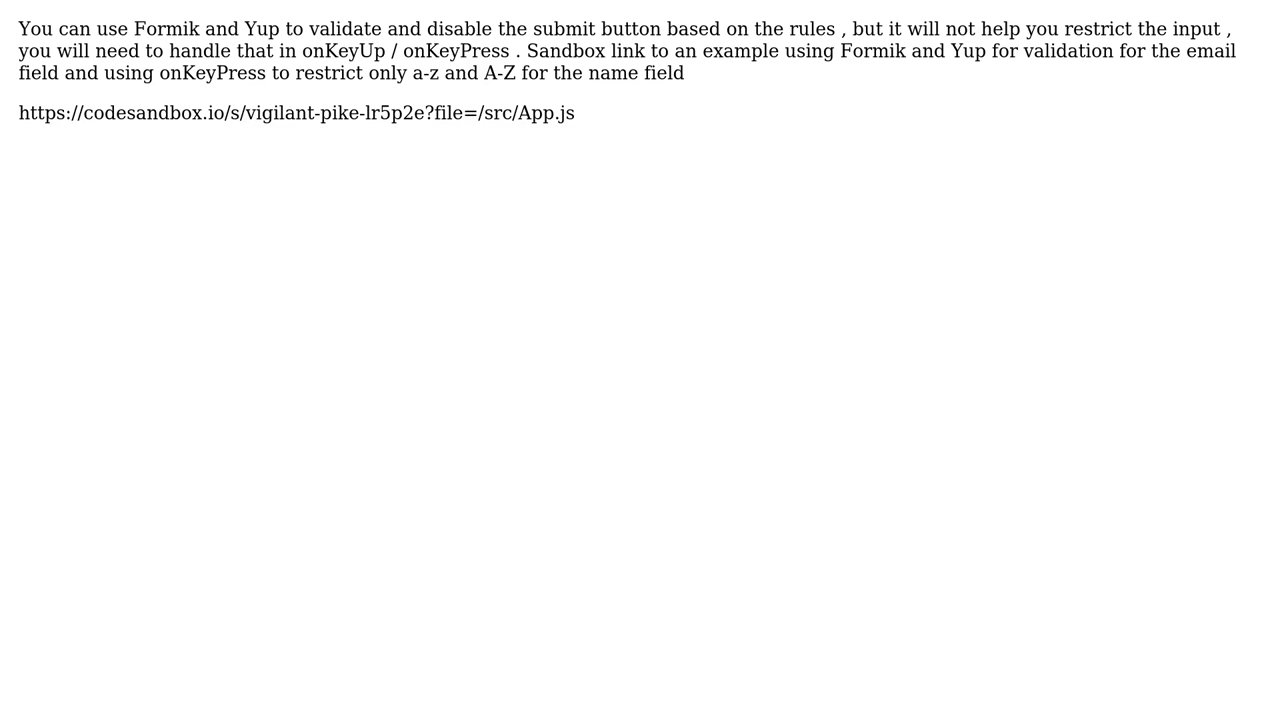 You can use Formik and Yup to validate and disable the submit button based on the rules , but it will not help you restrict the input ,
you will need to handle that in onKeyUp / onKeyPress . Sandbox link to an example using Formik and Yup for validation for the email
field and using onKeyPress to restrict only a-z and A-Z for the name field
https://codesandbox.io/s/vigilant-pike-lr5p2e?file=/src/App.js